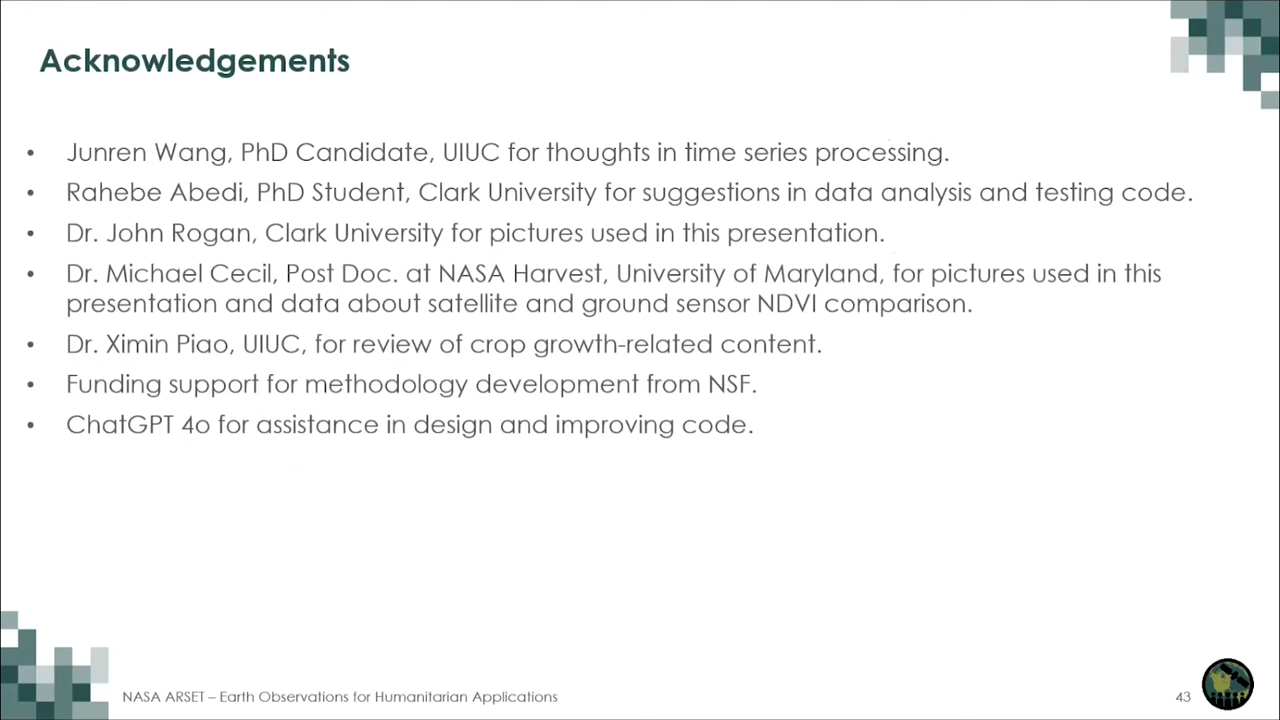 Acknowledgements
• Junren Wang, PhD Candidate, UIUC for thoughts in time series processing.
• Rahebe Abedi, PhD Student, Clark University for suggestions in data analysis and testing code.
• Dr. John Rogan, Clark University for pictures used in this presentation.
• Dr. Michael Cecil, Post Doc. at NASA Harvest, University of Maryland, for pictures used in this
presentation and data about satellite and ground sensor NDVI comparison.
• Dr. Ximin Piao, UIUC, for review of crop growth-related content.
• Funding support for methodology development from NSF.
• ChatGPT 4o for assistance in design and improving code.
NASA ARSET – Earth Observations for Humanitarian Applications
43